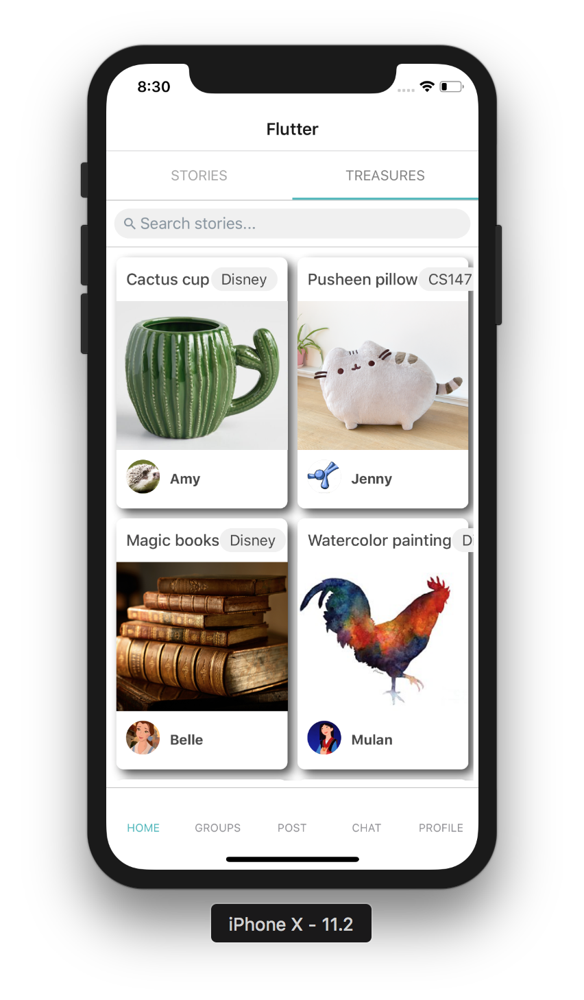 8:30
Flutter
STORIES TREASURES
Search stories...
Cactus cup Disney
Pusheen pillow CS147
Amy
Jenny
Magic books Disney
Watercolor painting Di
Belle
Mulan
HOME GROUPS POST CHAT PROFILE
iPhone X - 11.2